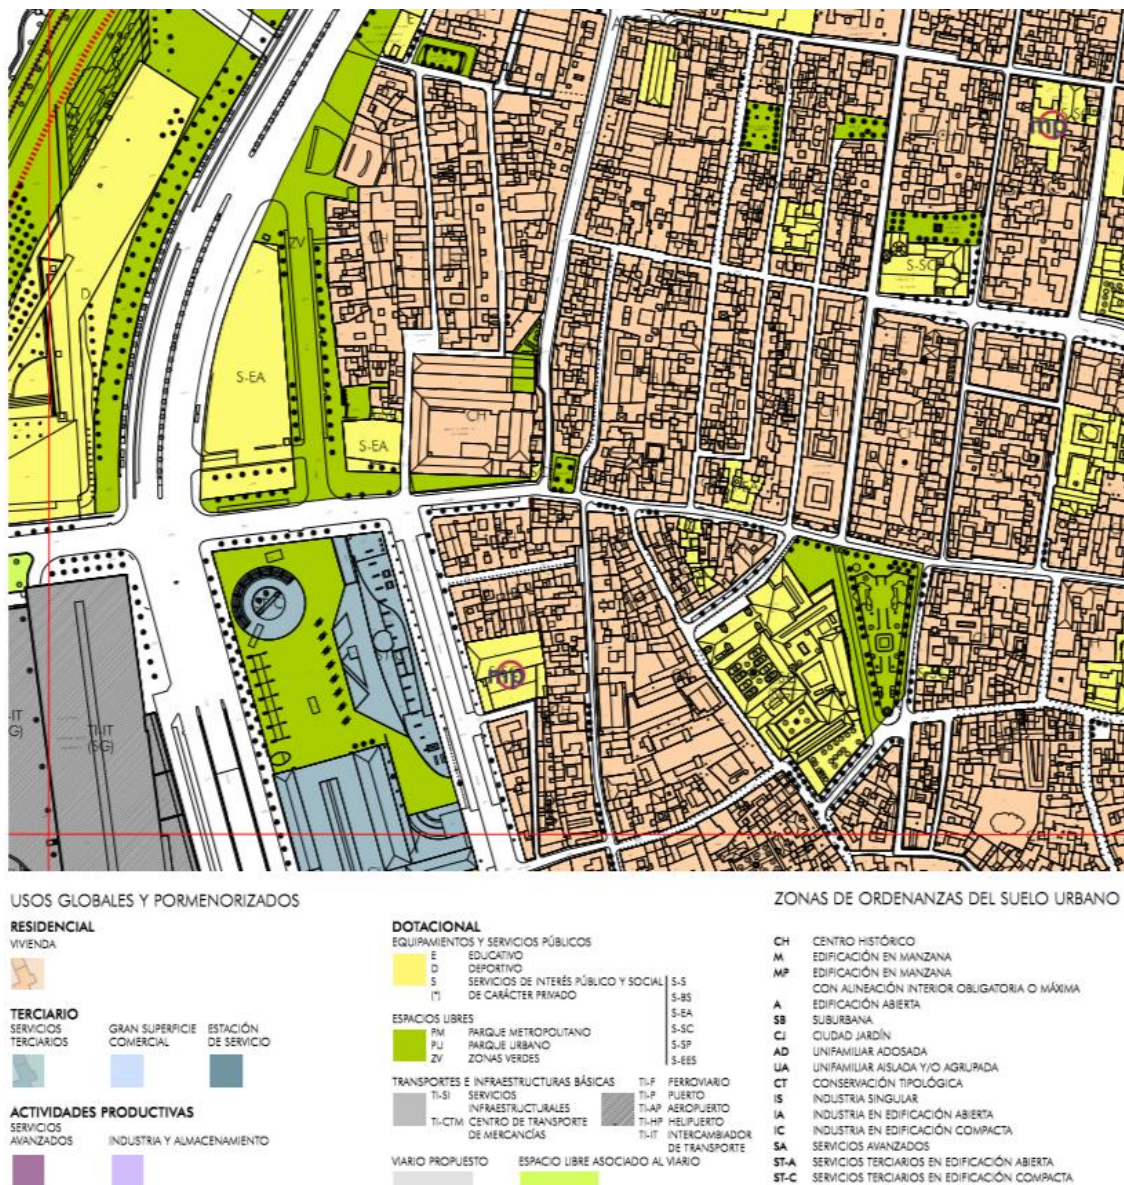 E
CH
S-SC
mp
ZV
CH
D
S-EA
S-EA
CH
CH
mp
TI-IT
(SG)
-IT
G)
USOS GLOBALES Y PORMENORIZADOS
RESIDENCIAL
VIVIENDA
TERCIARIO
SERVICIOS TERCIARIOS
GRAN SUPERFICIE COMERCIAL
ESTACIÓN DE SERVICIO
ACTIVIDADES PRODUCTIVAS
SERVICIOS AVANZADOS
INDUSTRIA Y ALMACENAMIENTO
DOTACIONAL
EQUIPAMIENTOS Y SERVICIOS PÚBLICOS
E EDUCATIVO
D DEPORTIVO
S SERVICIOS DE INTERÉS PÚBLICO Y SOCIAL
(*) DE CARÁCTER PRIVADO
S-S
S-BS
S-EA
S-SC
S-SP
S-EES
ESPACIOS LIBRES
PM PARQUE METROPOLITANO
PU PARQUE URBANO
ZV ZONAS VERDES
TRANSPORTES E INFRAESTRUCTURAS BÁSICAS
TI-SI SERVICIOS INFRAESTRUCTURALES
TI-CTM CENTRO DE TRANSPORTE DE MERCANCÍAS
TI-F FERROVIARIO
TI-P PUERTO
TI-AP AEROPUERTO
TI-HP HELIPUERTO
TI-IT INTERCAMBIADOR DE TRANSPORTE
VIARIO PROPUESTO
ESPACIO LIBRE ASOCIADO AL VIARIO
ZONAS DE ORDENANZAS DEL SUELO URBANO
CH CENTRO HISTÓRICO
M EDIFICACIÓN EN MANZANA
MP EDIFICACIÓN EN MANZANA
CON ALINEACIÓN INTERIOR OBLIGATORIA O MÁXIMA
A EDIFICACIÓN ABIERTA
SB SUBURBANA
CJ CIUDAD JARDÍN
AD UNIFAMILIAR ADOSADA
UA UNIFAMILIAR AISLADA Y/O AGRUPADA
CT CONSERVACIÓN TIPOLÓGICA
IS INDUSTRIA SINGULAR
IA INDUSTRIA EN EDIFICACIÓN ABIERTA
IC INDUSTRIA EN EDIFICACIÓN COMPACTA
SA SERVICIOS AVANZADOS
ST-A SERVICIOS TERCIARIOS EN EDIFICACIÓN ABIERTA
ST-C SERVICIOS TERCIARIOS EN EDIFICACIÓN COMPACTA